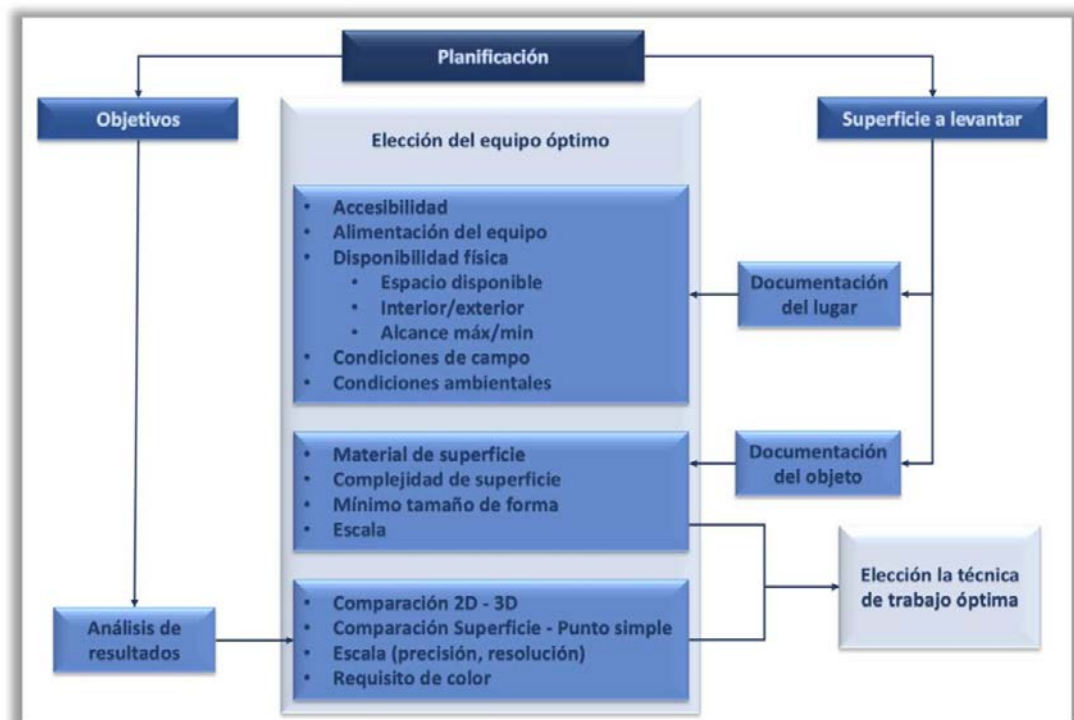 Planificación
Objetivos
Superficie a levantar
Elección del equipo óptimo
• Accesibilidad
• Alimentación del equipo
• Disponibilidad física
• Espacio disponible
• Interior/exterior
• Alcance máx/min
• Condiciones de campo
• Condiciones ambientales
Documentación
del lugar
• Material de superficie
• Complejidad de superficie
• Mínimo tamaño de forma
• Escala
Documentación
del objeto
Elección la técnica
de trabajo óptima
Análisis de
resultados
• Comparación 2D - 3D
• Comparación Superficie - Punto simple
• Escala (precisión, resolución)
• Requisito de color